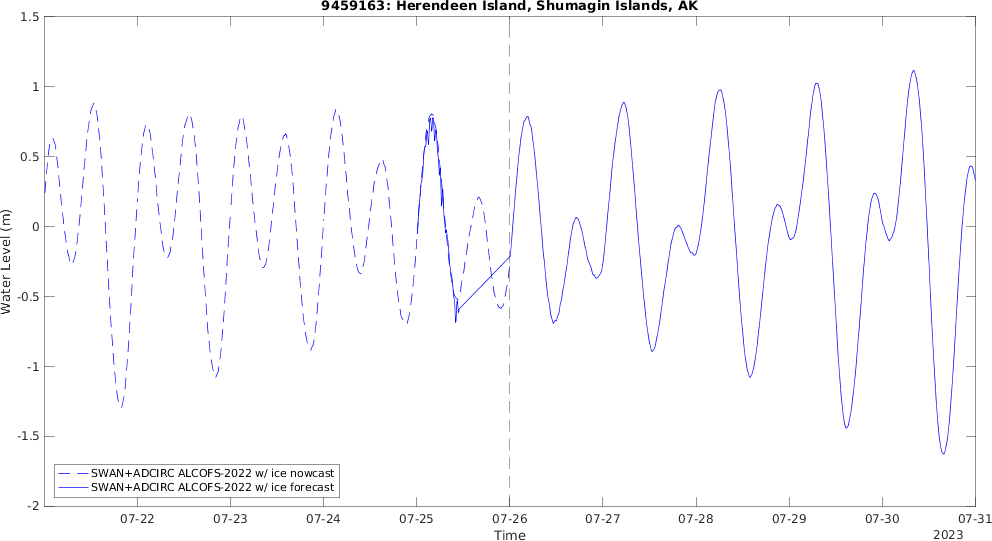 9459163: Herendeen Island, Shumagin Islands, AK
1.5
1
0.5
0
-0.5
-1
-1.5
-2
Water Level (m)
SWAN+ADCIRC ALCOFS-2022 w/ ice nowcast
SWAN+ADCIRC ALCOFS-2022 w/ ice forecast
07-22 07-23 07-24 07-25 07-26 07-27 07-28 07-29 07-30 07-31
Time
2023